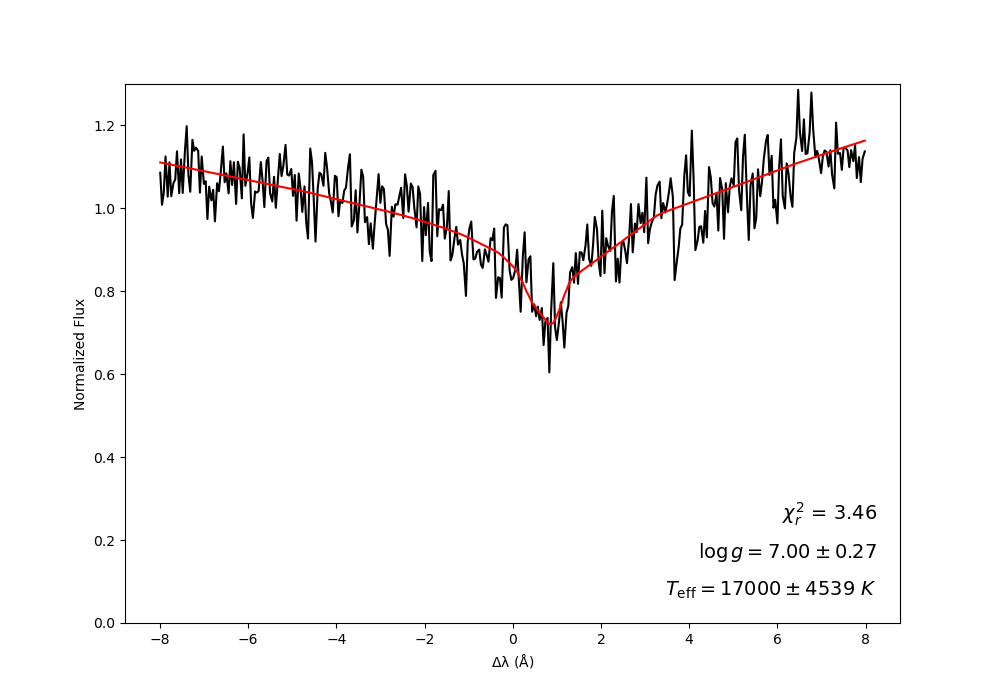 1.2
1.0
0.8
0.6
0.4
0.2
0.0
Normalized Flux
χ²ᵣ = 3.46
log g = 7.00 ± 0.27
T_eff = 17000 ± 4539 K
−8 −6 −4 −2 0 2 4 6 8
Δλ (Å)